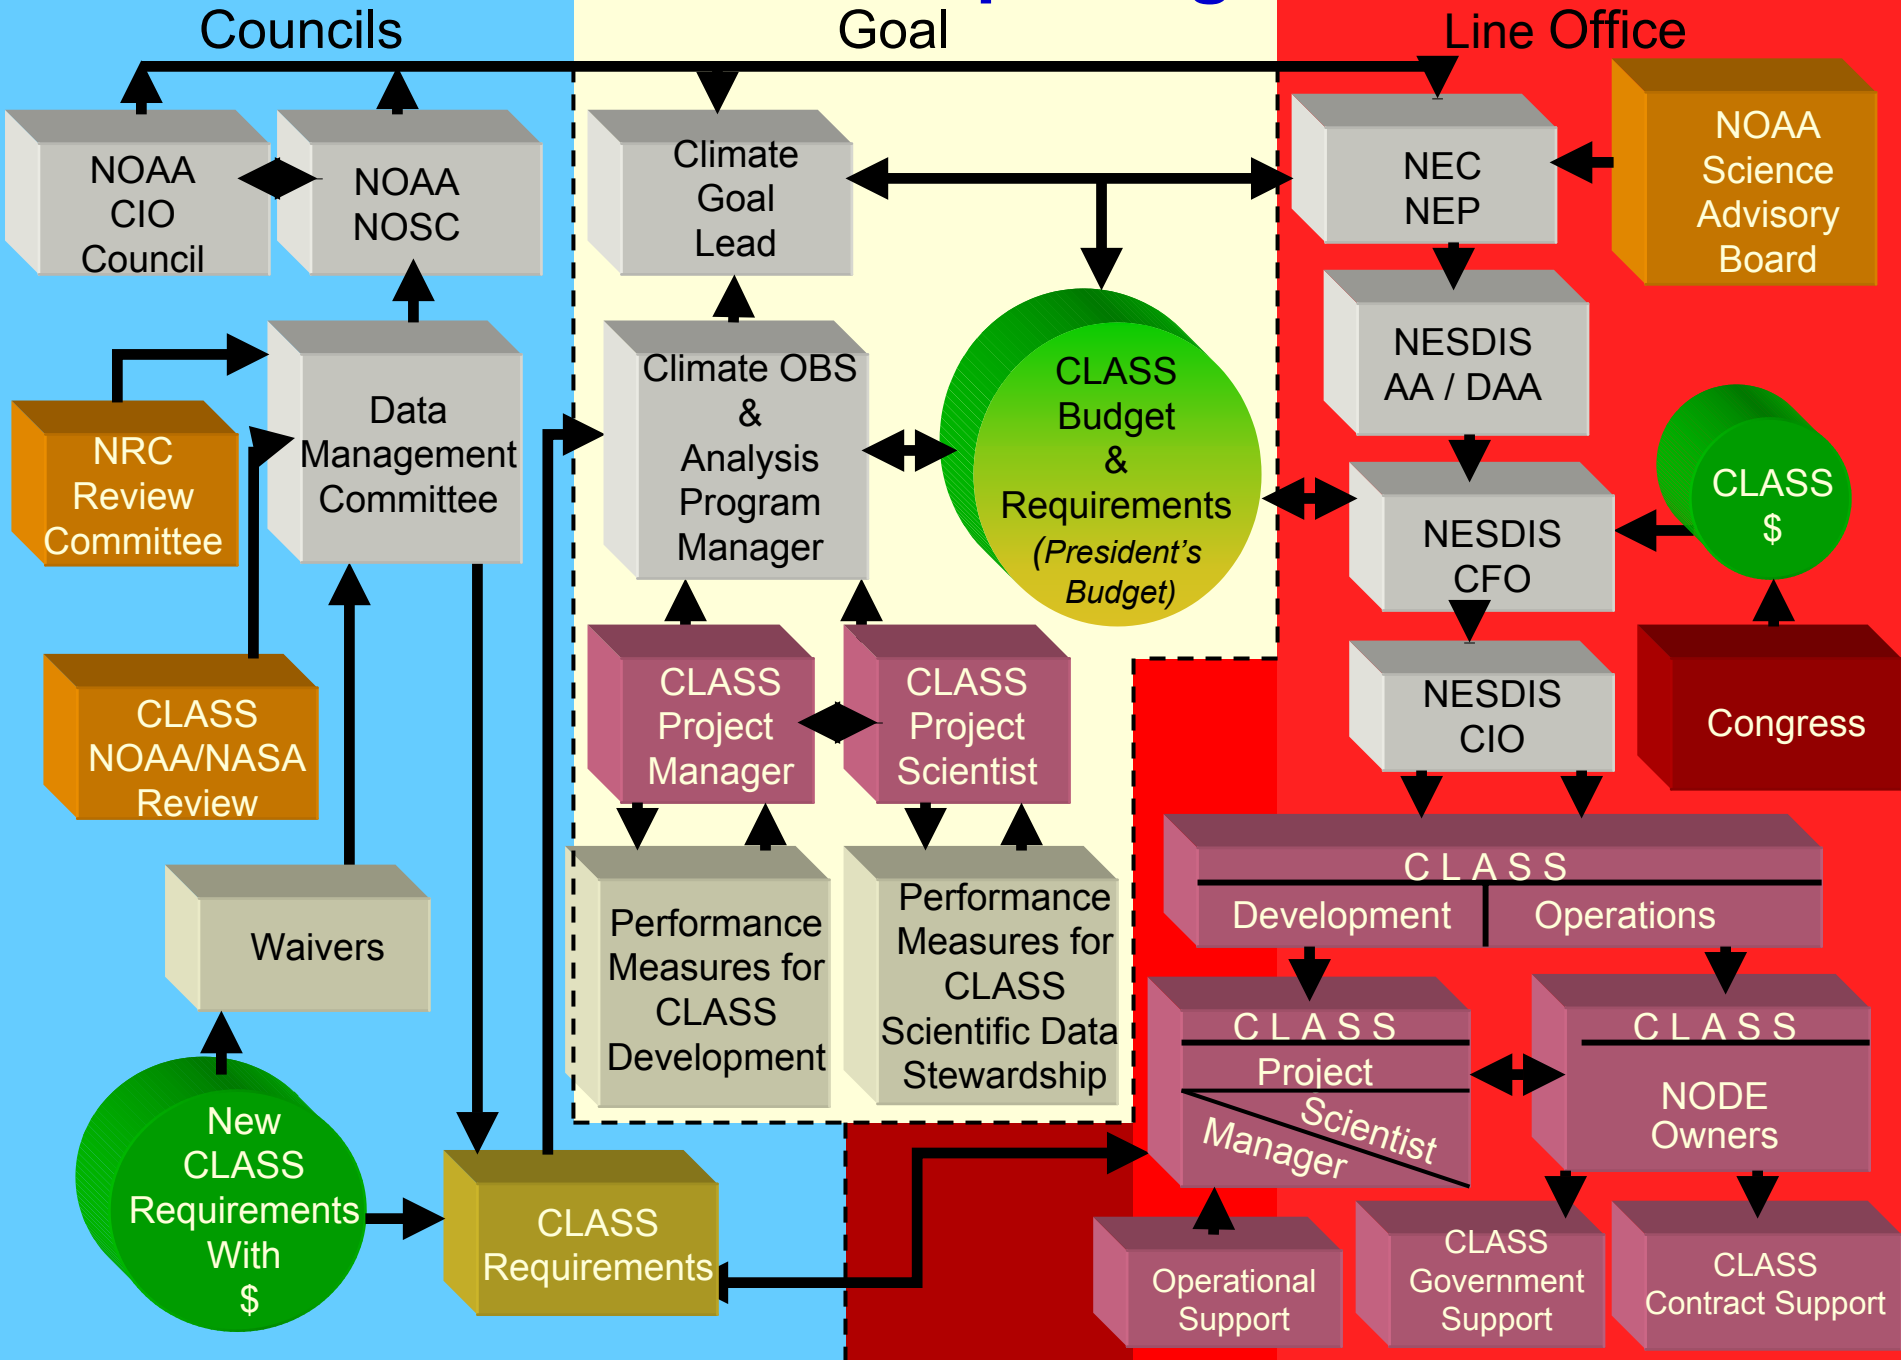 Councils
Goal
Line Office
NOAA
CIO
Council
NOAA
NOSC
Climate
Goal
Lead
NEC
NEP
NOAA
Science
Advisory
Board
Data
Management
Committee
NRC
Review
Committee
CLASS
NOAA/NASA
Review
Waivers
New
CLASS
Requirements
With
$
CLASS
Requirements
Climate OBS
&
Analysis
Program
Manager
CLASS
Budget
&
Requirements
(President's
Budget)
CLASS
Project
Manager
CLASS
Project
Scientist
Performance
Measures for
CLASS
Development
Performance
Measures for
CLASS
Scientific Data
Stewardship
NESDIS
AA / DAA
NESDIS
CFO
CLASS
$
NESDIS
CIO
Congress
C L A S S
Development
Operations
C L A S S
Project
Scientist
Manager
C L A S S
NODE
Owners
Operational
Support
CLASS
Government
Support
CLASS
Contract Support